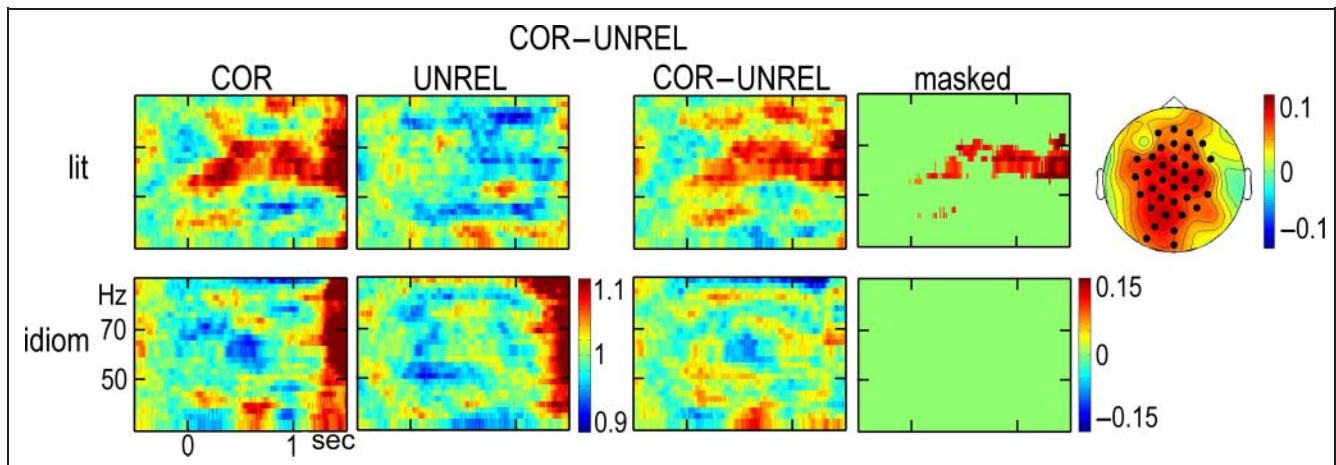 COR–UNREL
COR UNREL COR–UNREL masked
lit
0.1
0
–0.1
Hz
70
50
idiom
0 1 sec
1.1
1
0.9
0.15
0
–0.15